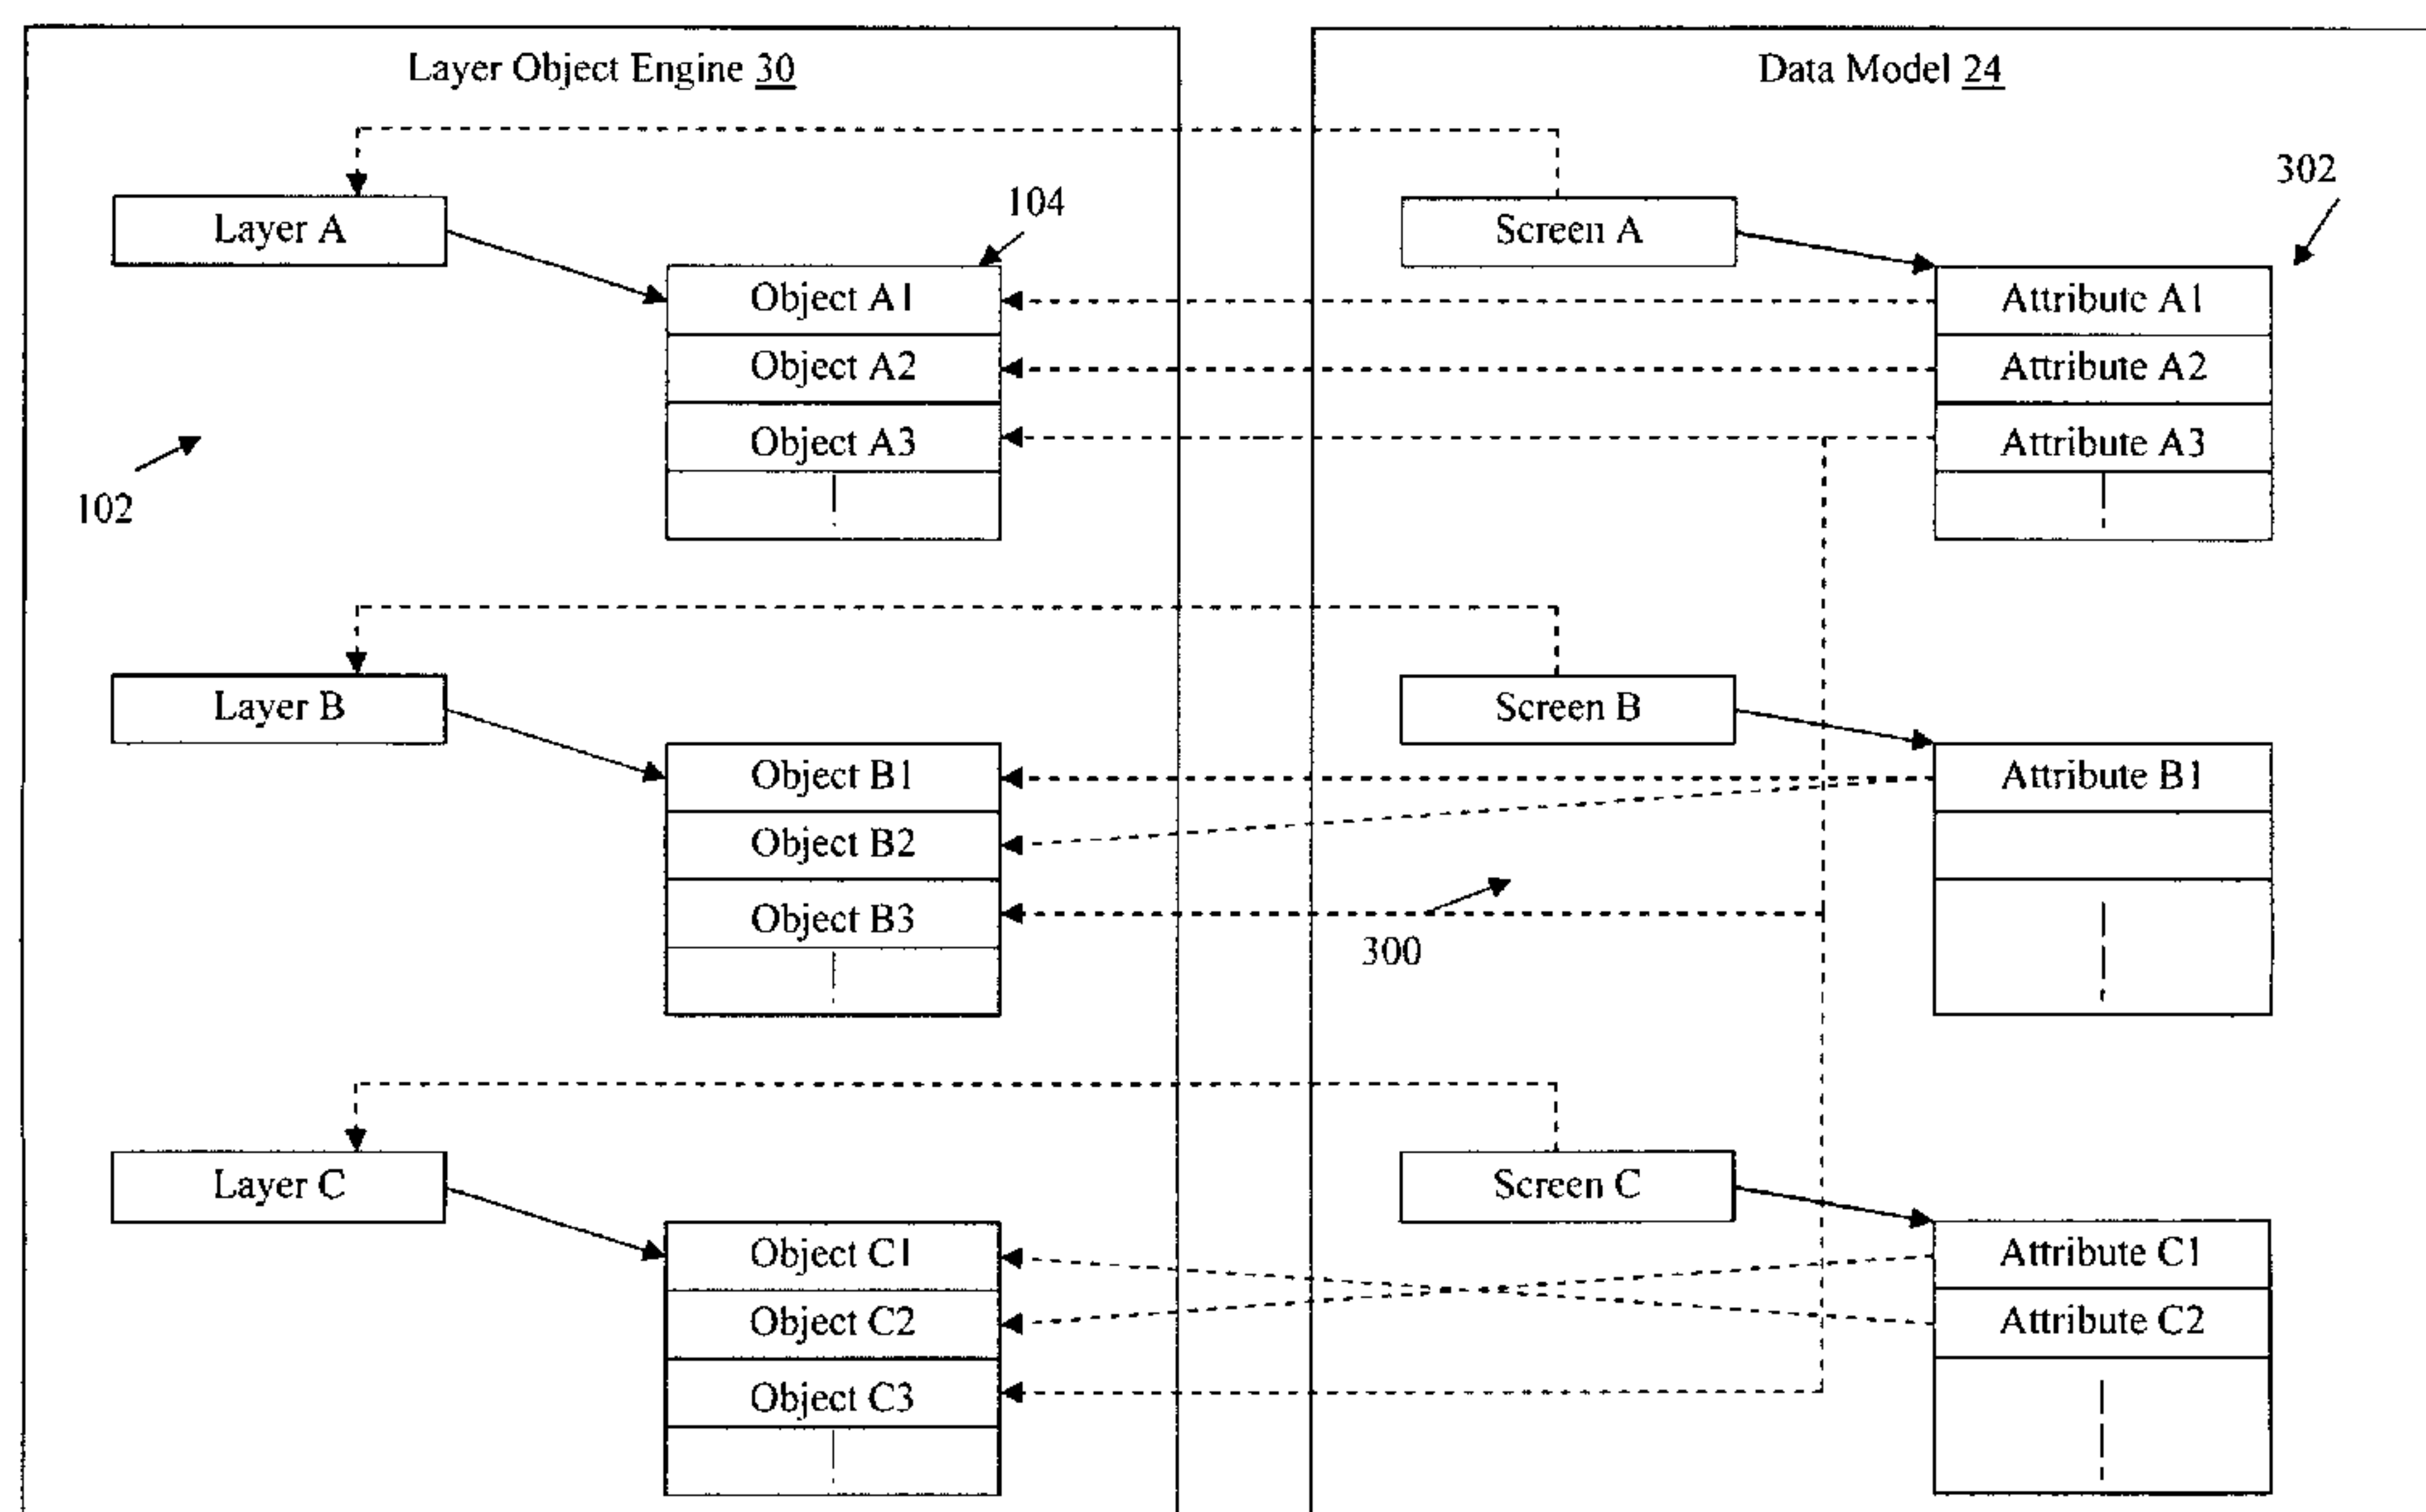 Layer Object Engine 30
Data Model 24
302
104
Layer A
Screen A
Object A1
Attribute A1
Object A2
Attribute A2
Object A3
Attribute A3
102
Layer B
Screen B
Object B1
Attribute B1
Object B2
Object B3
300
Layer C
Screen C
Object C1
Attribute C1
Object C2
Attribute C2
Object C3